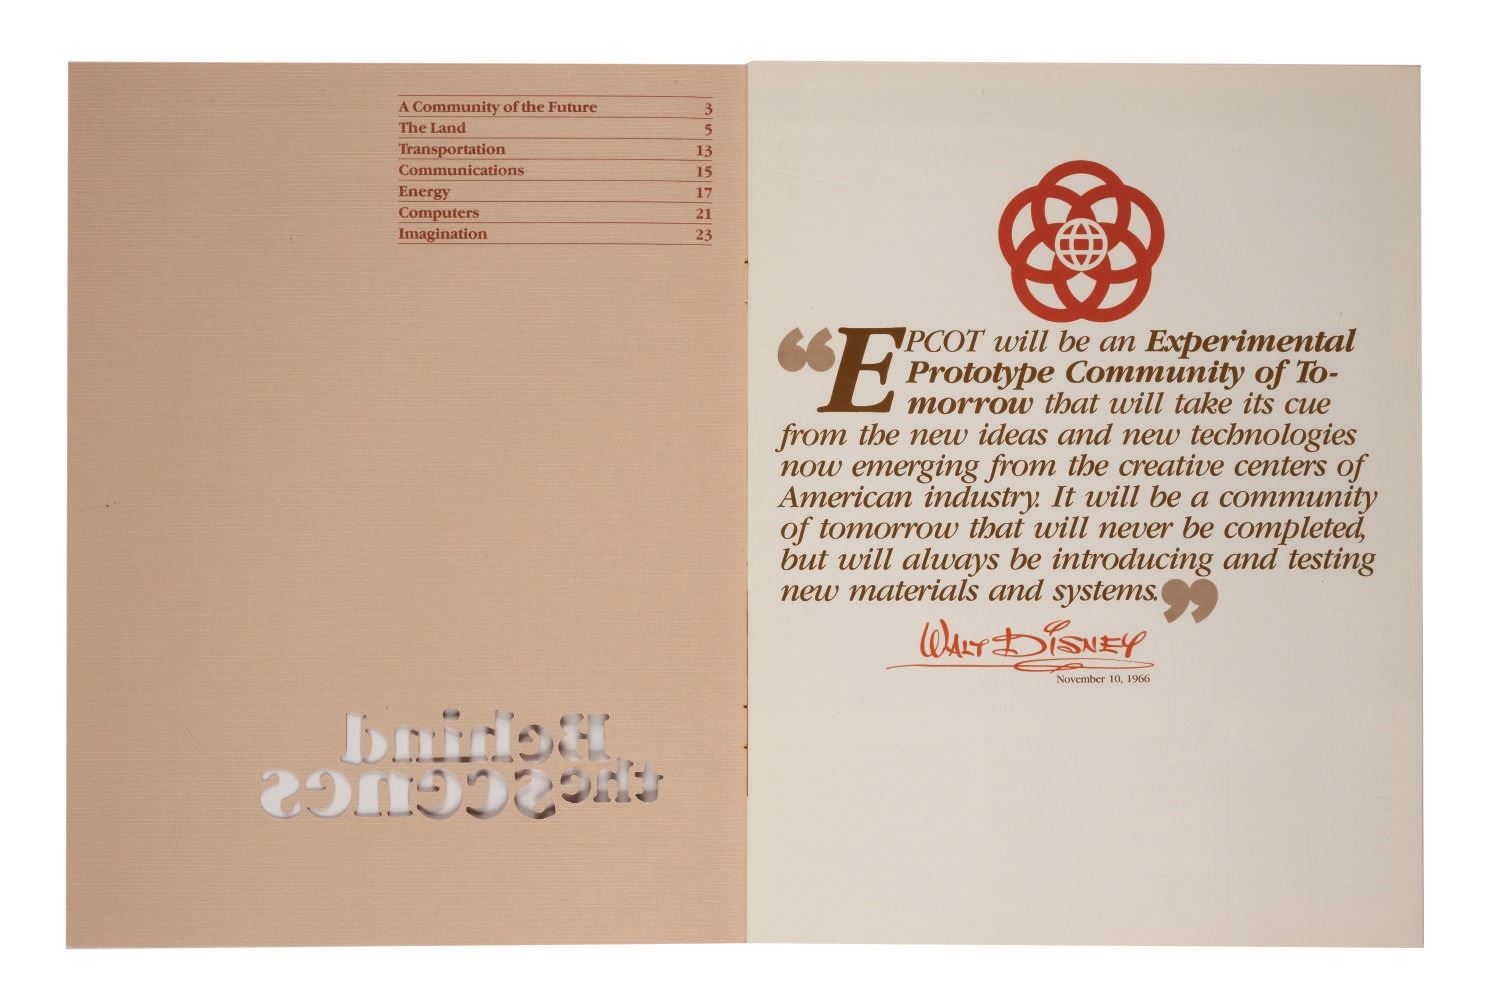 A Community of the Future 3
The Land 5
Transportation 13
Communications 15
Energy 17
Computers 21
Imagination 23
Behind
the scenes
“EPCOT will be an Experimental
Prototype Community of To-
morrow that will take its cue
from the new ideas and new technologies
now emerging from the creative centers of
American industry. It will be a community
of tomorrow that will never be completed,
but will always be introducing and testing
new materials and systems.”
Walt Disney
November 10, 1966